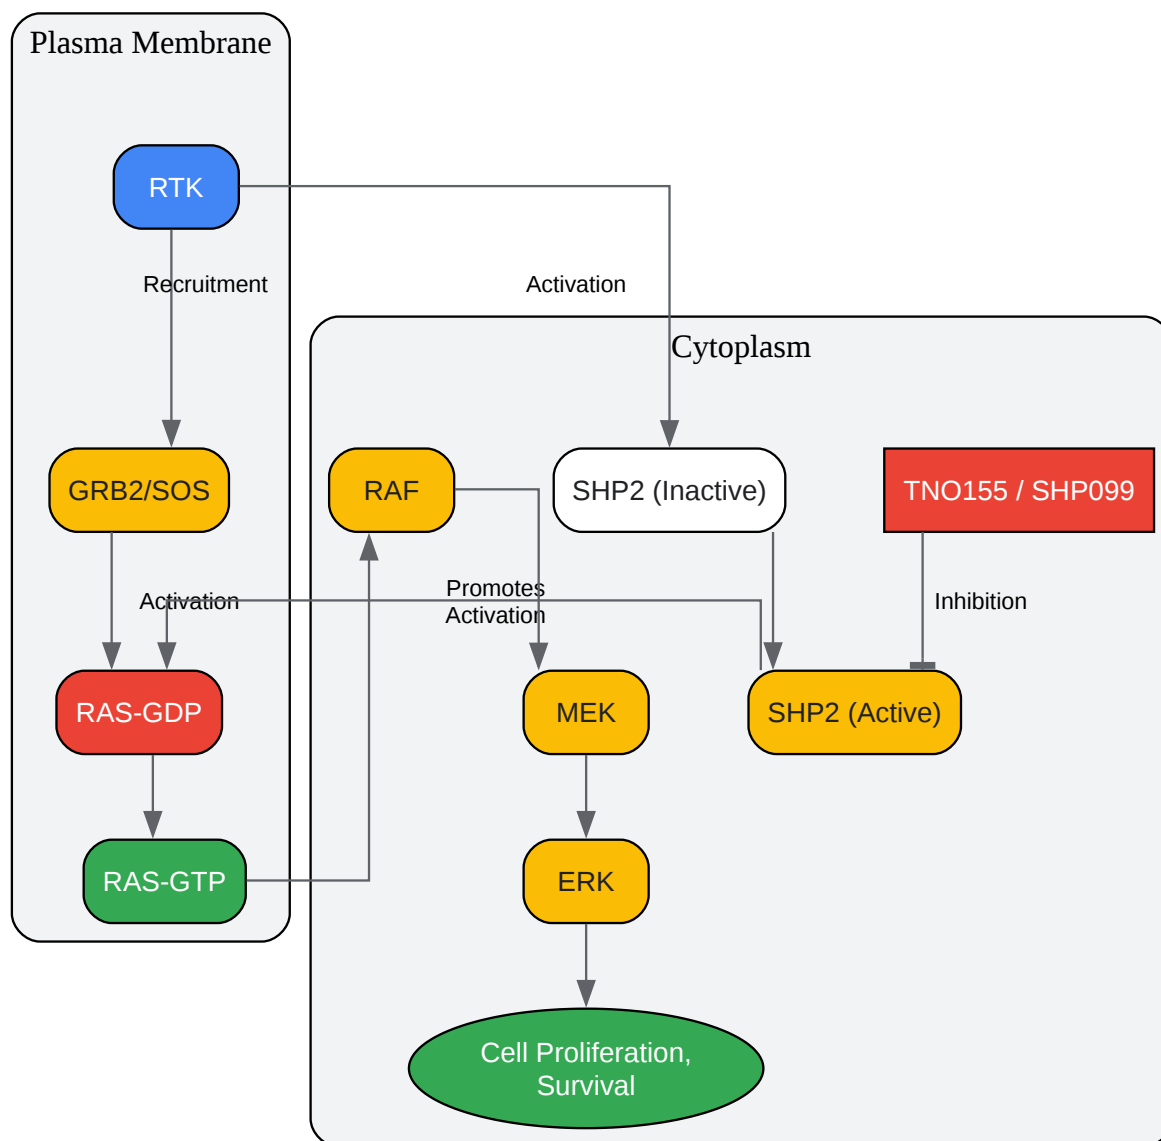 Plasma Membrane
RTK
Recruitment
Activation
Cytoplasm
GRB2/SOS
RAF
SHP2 (Inactive)
TNO155 / SHP099
Activation
Promotes
Activation
Inhibition
RAS-GDP
MEK
SHP2 (Active)
RAS-GTP
ERK
Cell Proliferation,
Survival